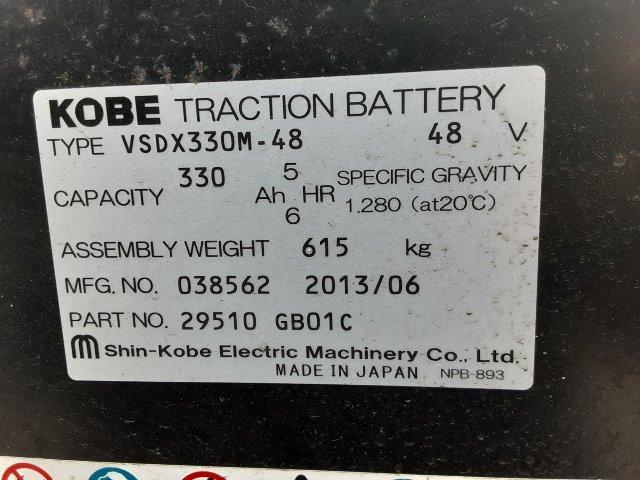 KOBE TRACTION BATTERY
TYPE VSDX330M-48 48 V
CAPACITY 330 Ah 5 HR SPECIFIC GRAVITY
6 1.280 (at20℃)
ASSEMBLY WEIGHT 615 kg
MFG. NO. 038562 2013/06
PART NO. 29510 GB01C
Shin-Kobe Electric Machinery Co., Ltd.
MADE IN JAPAN NPB-893